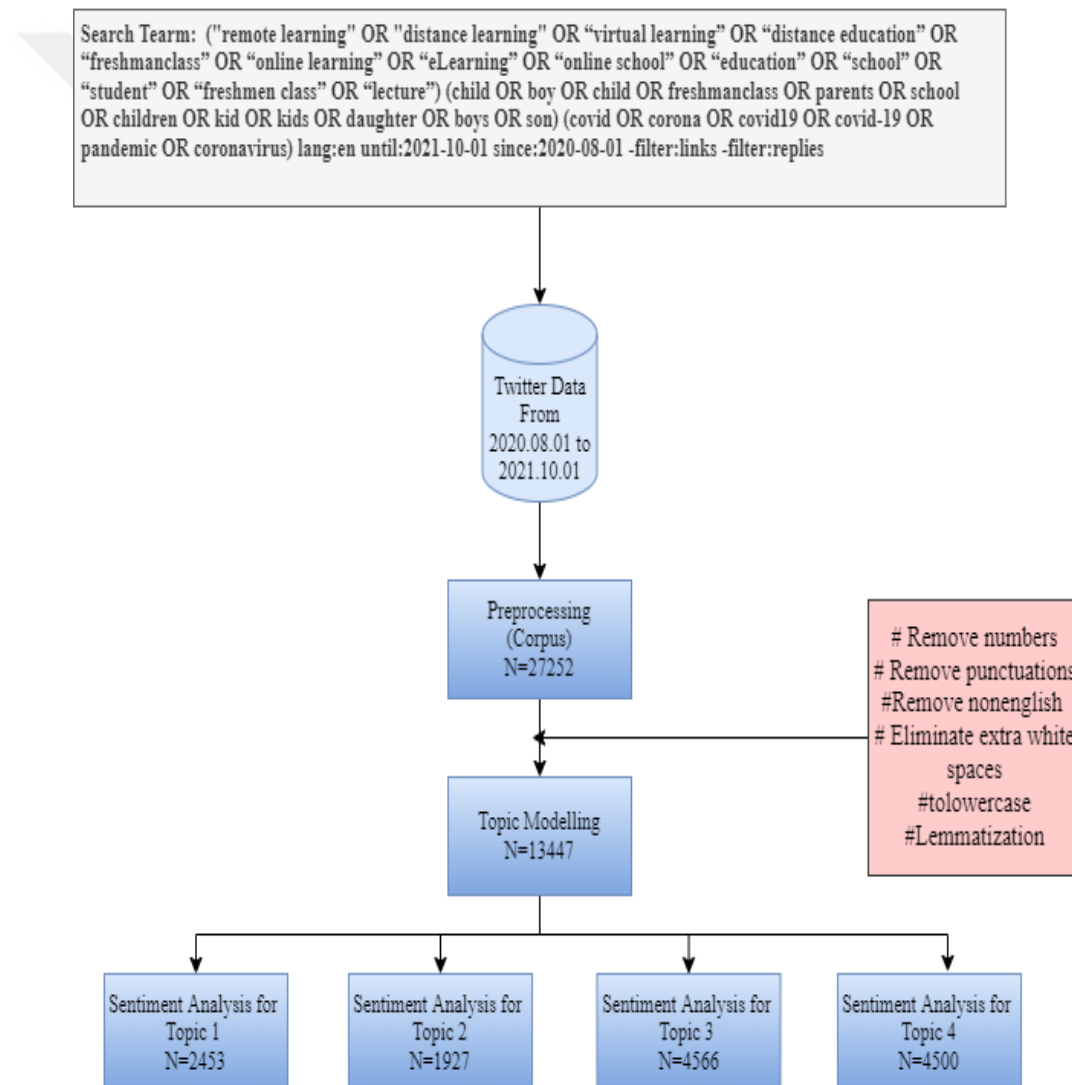 Search Tearm: ("remote learning" OR "distance learning" OR “virtual learning” OR “distance education” OR
“freshmanclass” OR “online learning” OR “eLearning” OR “online school” OR “education” OR “school” OR
“student” OR “freshmen class” OR “lecture”) (child OR boy OR child OR freshmanclass OR parents OR school
OR children OR kid OR kids OR daughter OR boys OR son) (covid OR corona OR covid19 OR covid-19 OR
pandemic OR coronavirus) lang:en until:2021-10-01 since:2020-08-01 -filter:links -filter:replies
Twitter Data
From
2020.08.01 to
2021.10.01
Preprocessing
(Corpus)
N=27252
# Remove numbers
# Remove punctuations
#Remove nonenglish
# Eliminate extra white
spaces
#tolowercase
#Lemmatization
Topic Modelling
N=13447
Sentiment Analysis for
Topic 1
N=2453
Sentiment Analysis for
Topic 2
N=1927
Sentiment Analysis for
Topic 3
N=4566
Sentiment Analysis for
Topic 4
N=4500